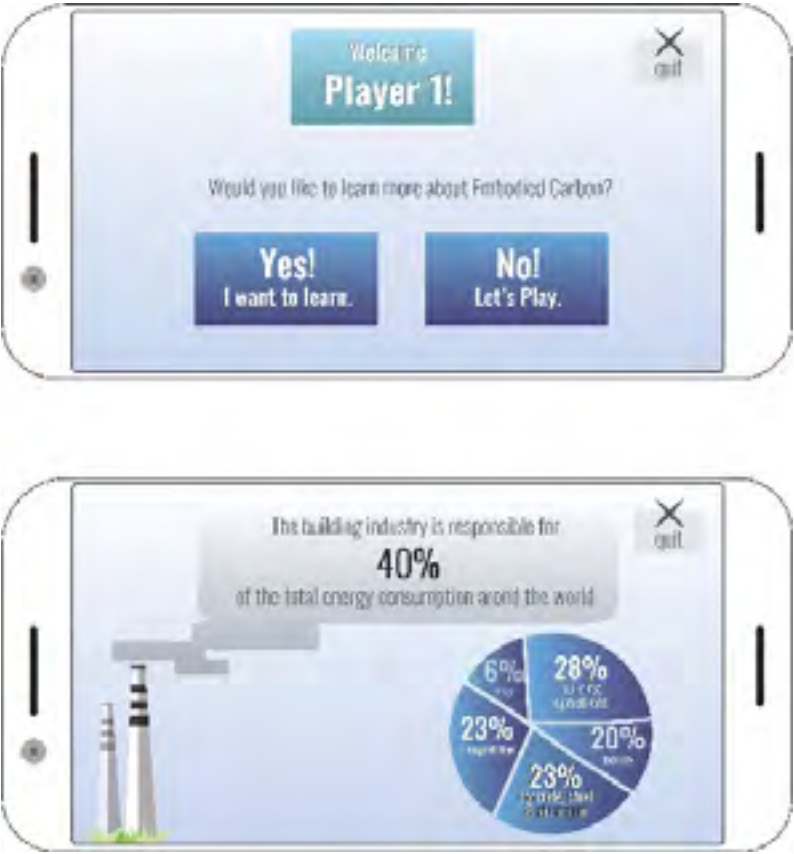 Welcome
Player 1!
quit
Would you like to learn more about Embodied Carbon?
Yes!
I want to learn.
No!
Let's Play.
The building industry is responsible for
quit
40%
of the total energy consumption arond the world
6%
28%
23%
20%
23%